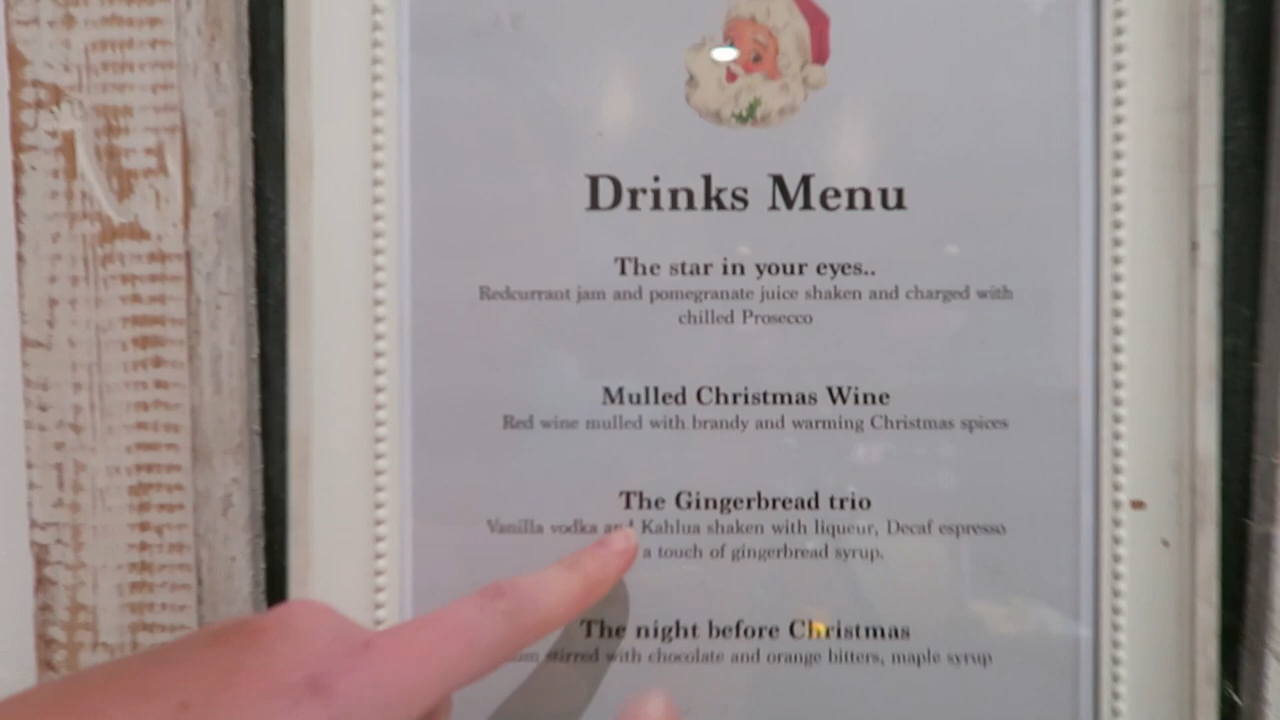 Drinks Menu
The star in your eyes..
Redcurrant jam and pomegranate juice shaken and charged with
chilled Prosecco
Mulled Christmas Wine
Red wine mulled with brandy and warming Christmas spices
The Gingerbread trio
Vanilla vodka and Kahlua shaken with liqueur, Decaf espresso
a touch of gingerbread syrup.
The night before Christmas
stirred with chocolate and orange bitters, maple syrup